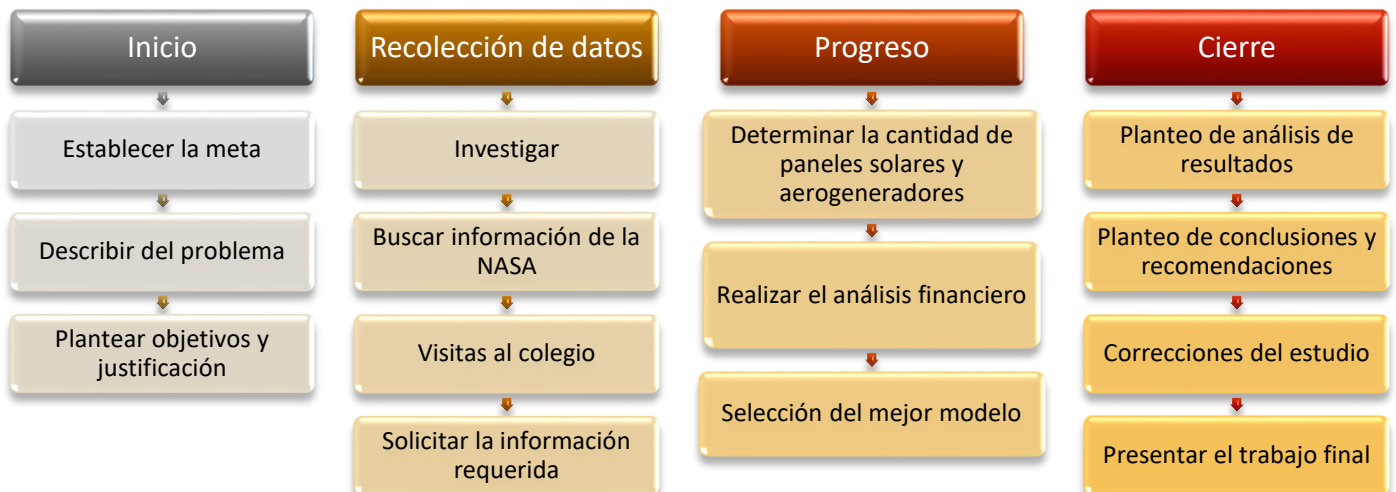 Inicio
Establecer la meta
Describir del problema
Plantear objetivos y
justificación
Recolección de datos
Investigar
Buscar información de la
NASA
Visitas al colegio
Solicitar la información
requerida
Progreso
Determinar la cantidad de
paneles solares y
aerogeneradores
Realizar el análisis financiero
Selección del mejor modelo
Cierre
Planteo de análisis de
resultados
Planteo de conclusiones y
recomendaciones
Correcciones del estudio
Presentar el trabajo final